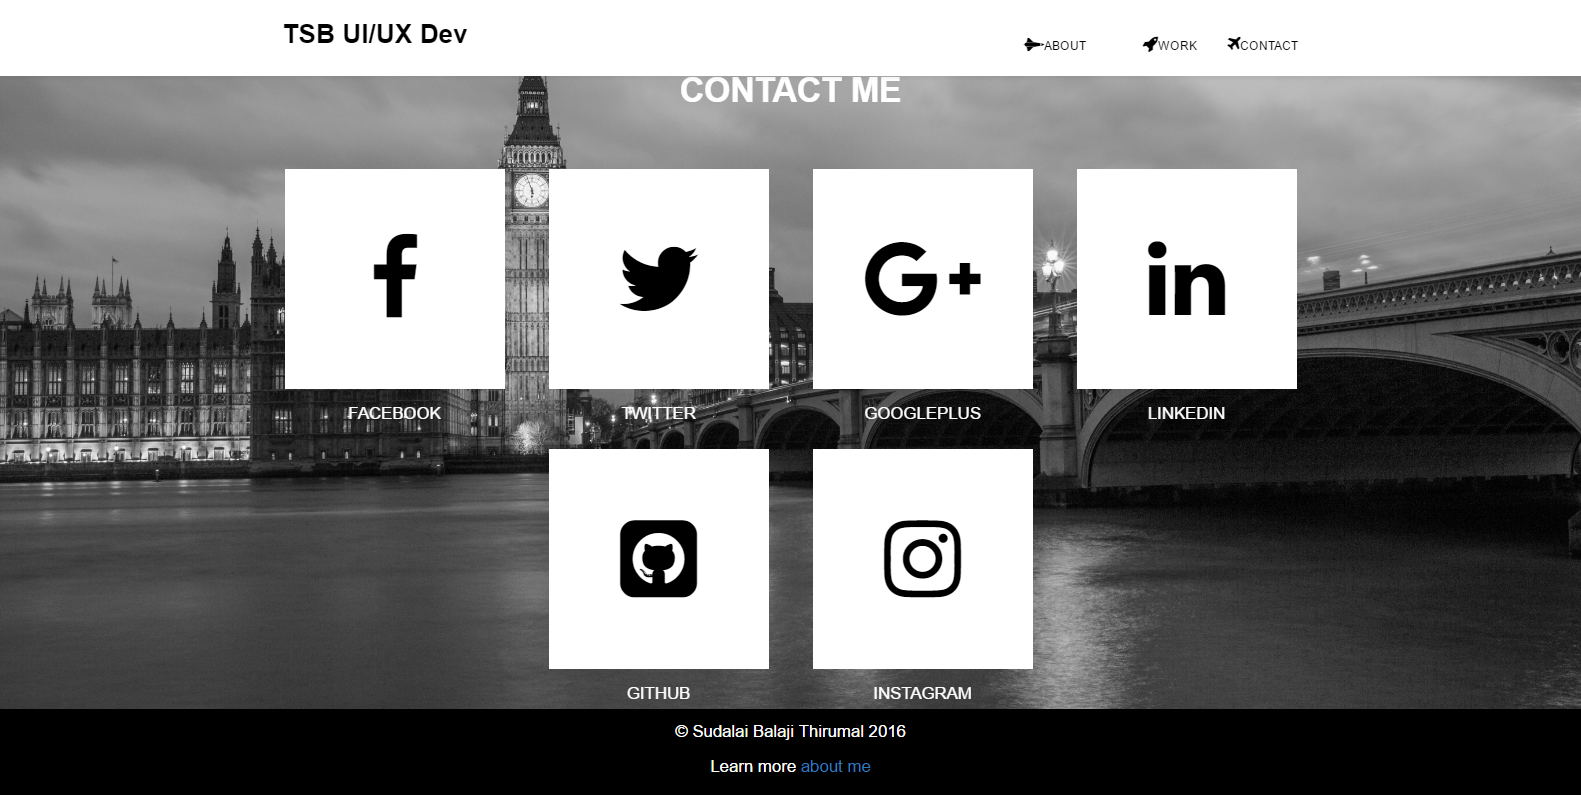 TSB UI/UX Dev
ABOUT WORK CONTACT
CONTACT ME
FACEBOOK TWITTER GOOGLEPLUS LINKEDIN
GITHUB INSTAGRAM
© Sudalai Balaji Thirumal 2016
Learn more about me